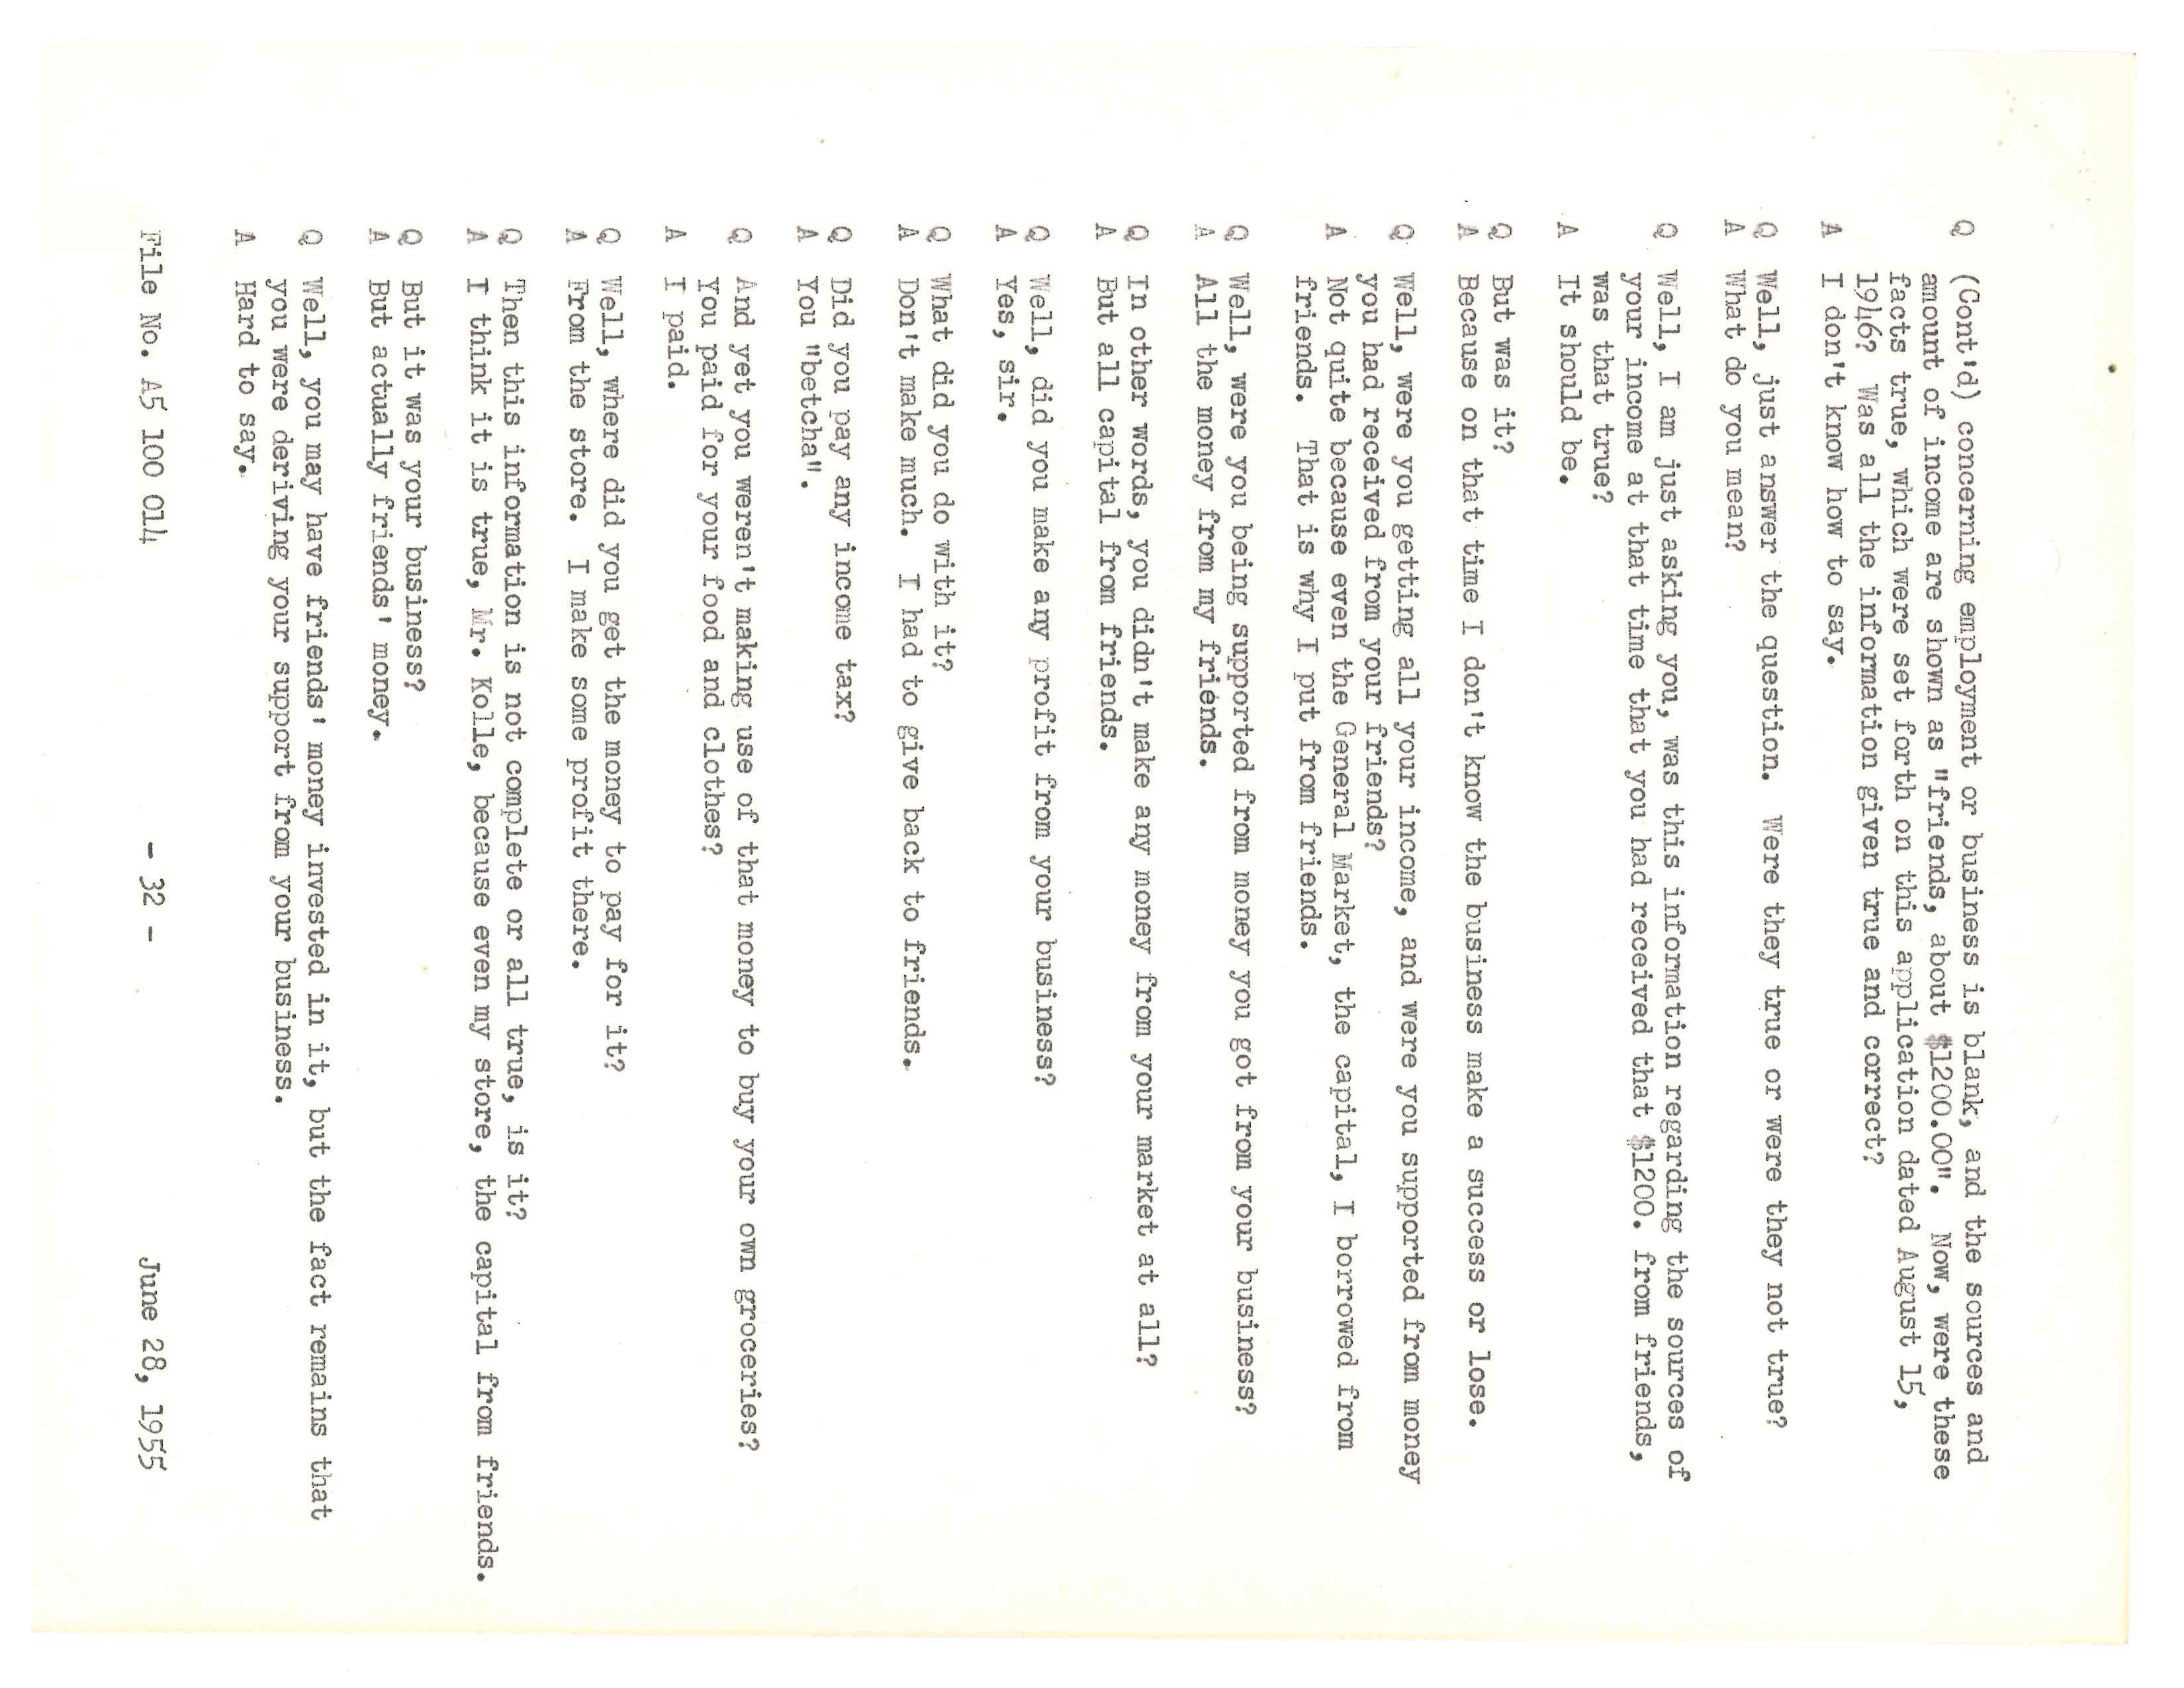 Q (Cont'd) concerning employment or business is blank, and the sources and
amount of income are shown as "friends, about $1200.00". Now, were these
facts true, which were set forth on this application dated August 15,
1946? Was all the information given true and correct?
A I don't know how to say.
Q Well, just answer the question. Were they true or were they not true?
A What do you mean?
Q Well, I am just asking you, was this information regarding the sources of
your income at that time that you had received that $1200. from friends,
was that true?
A It should be.
Q But was it?
A Because on that time I don't know the business make a success or lose.
Q Well, were you getting all your income, and were you supported from money
you had received from your friends?
A Not quite because even the General Market, the capital, I borrowed from
friends. That is why I put from friends.
Q Well, were you being supported from money you got from your business?
A All the money from my friends.
Q In other words, you didn't make any money from your market at all?
A But all capital from friends.
Q Well, did you make any profit from your business?
A Yes, sir.
Q What did you do with it?
A Don't make much. I had to give back to friends.
Q Did you pay any income tax?
A You "betcha".
Q And yet you weren't making use of that money to buy your own groceries?
You paid for your food and clothes?
A I paid.
Q Well, where did you get the money to pay for it?
A From the store. I make some profit there.
Q Then this information is not complete or all true, is it?
A I think it is true, Mr. Kolle, because even my store, the capital from friends.
Q But it was your business?
A But actually friends' money.
Q Well, you may have friends' money invested in it, but the fact remains that
you were deriving your support from your business.
A Hard to say.
File No. A5 100 014 - 32 - June 28, 1955